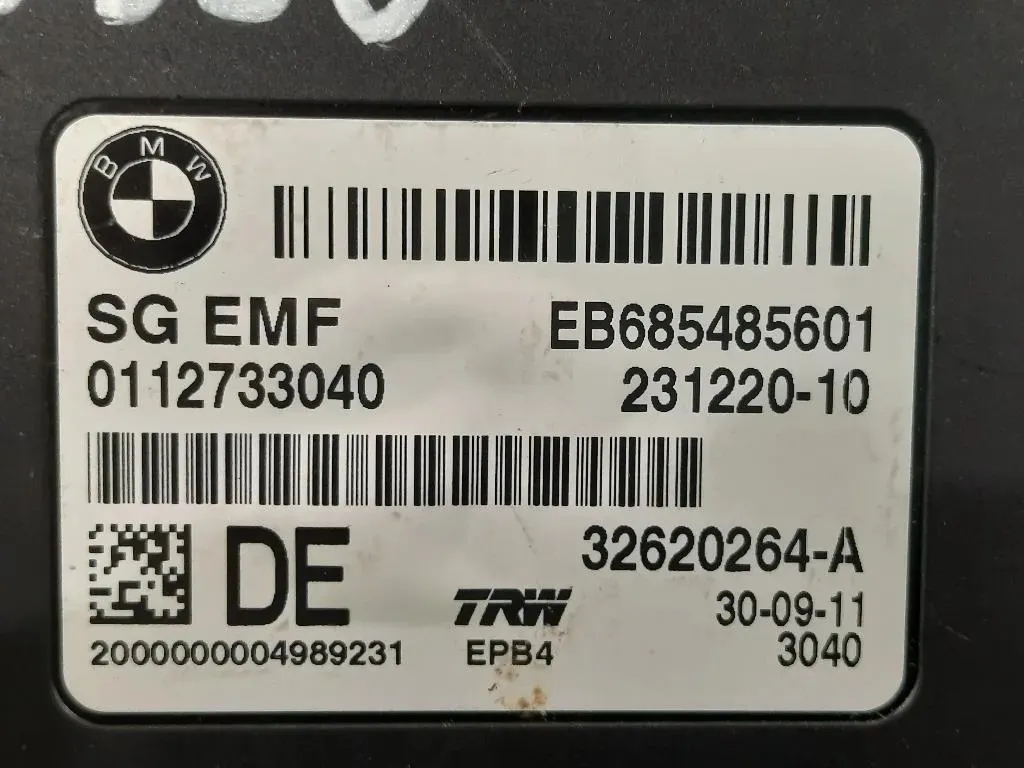 BMW
SG EMF EB685485601
0112733040 231220-10
DE 32620264-A
TRW 30-09-11
2000000004989231 EPB4 3040